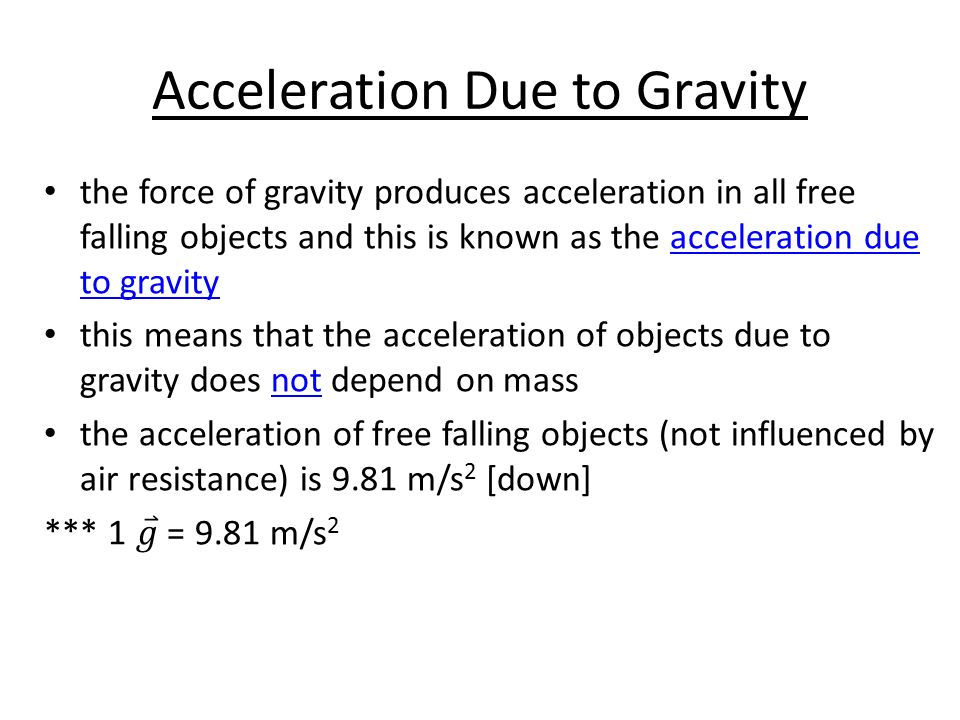 Acceleration Due to Gravity
• the force of gravity produces acceleration in all free
falling objects and this is known as the acceleration due
to gravity
• this means that the acceleration of objects due to
gravity does not depend on mass
• the acceleration of free falling objects (not influenced by
air resistance) is 9.81 m/s² [down]
*** 1 g⃑ = 9.81 m/s²